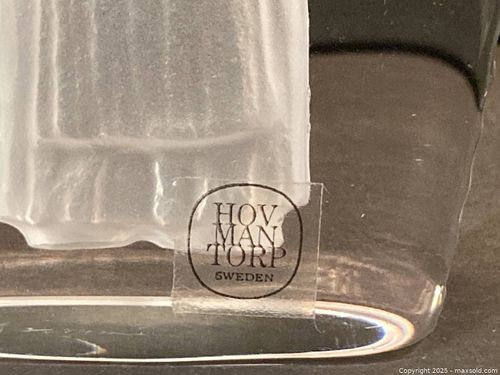 HOV
MAN
TORP
SWEDEN
Copyright 2025 - maxsold.com